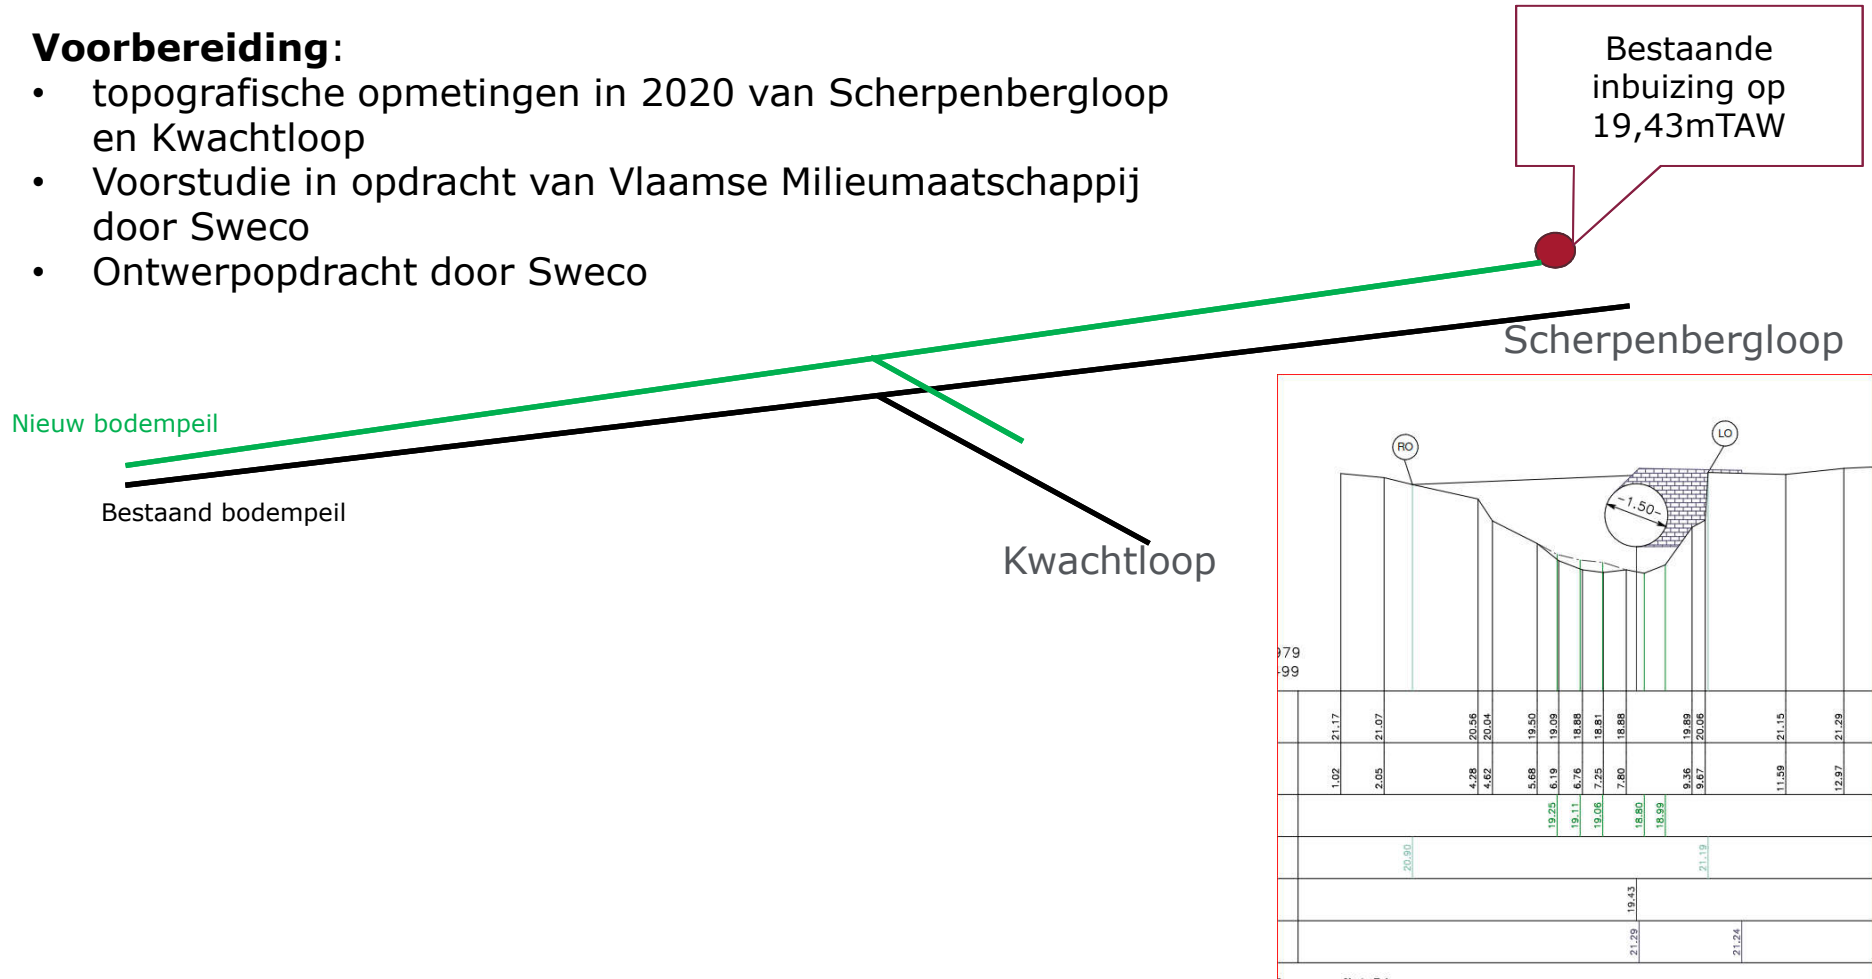 Voorbereiding:
• topografische opmetingen in 2020 van Scherpenbergloop
en Kwachtloop
• Voorstudie in opdracht van Vlaamse Milieumaatschappij
door Sweco
• Ontwerpopdracht door Sweco
Bestaande
inbuizing op
19,43mTAW
Scherpenbergloop
Nieuw bodempeil
Bestaand bodempeil
Kwachtloop
RO
LO
-1.50-
979
-99
21.17 21.07 20.56 20.04 19.50 19.09 18.88 18.81 18.88 19.89 20.06 21.15 21.29
1.02 2.05 4.28 4.62 5.68 6.19 6.76 7.25 7.80 9.36 9.67 11.59 12.97
19.25 19.11 19.06 18.80 18.99
20.90 21.19
19.43
21.29 21.24